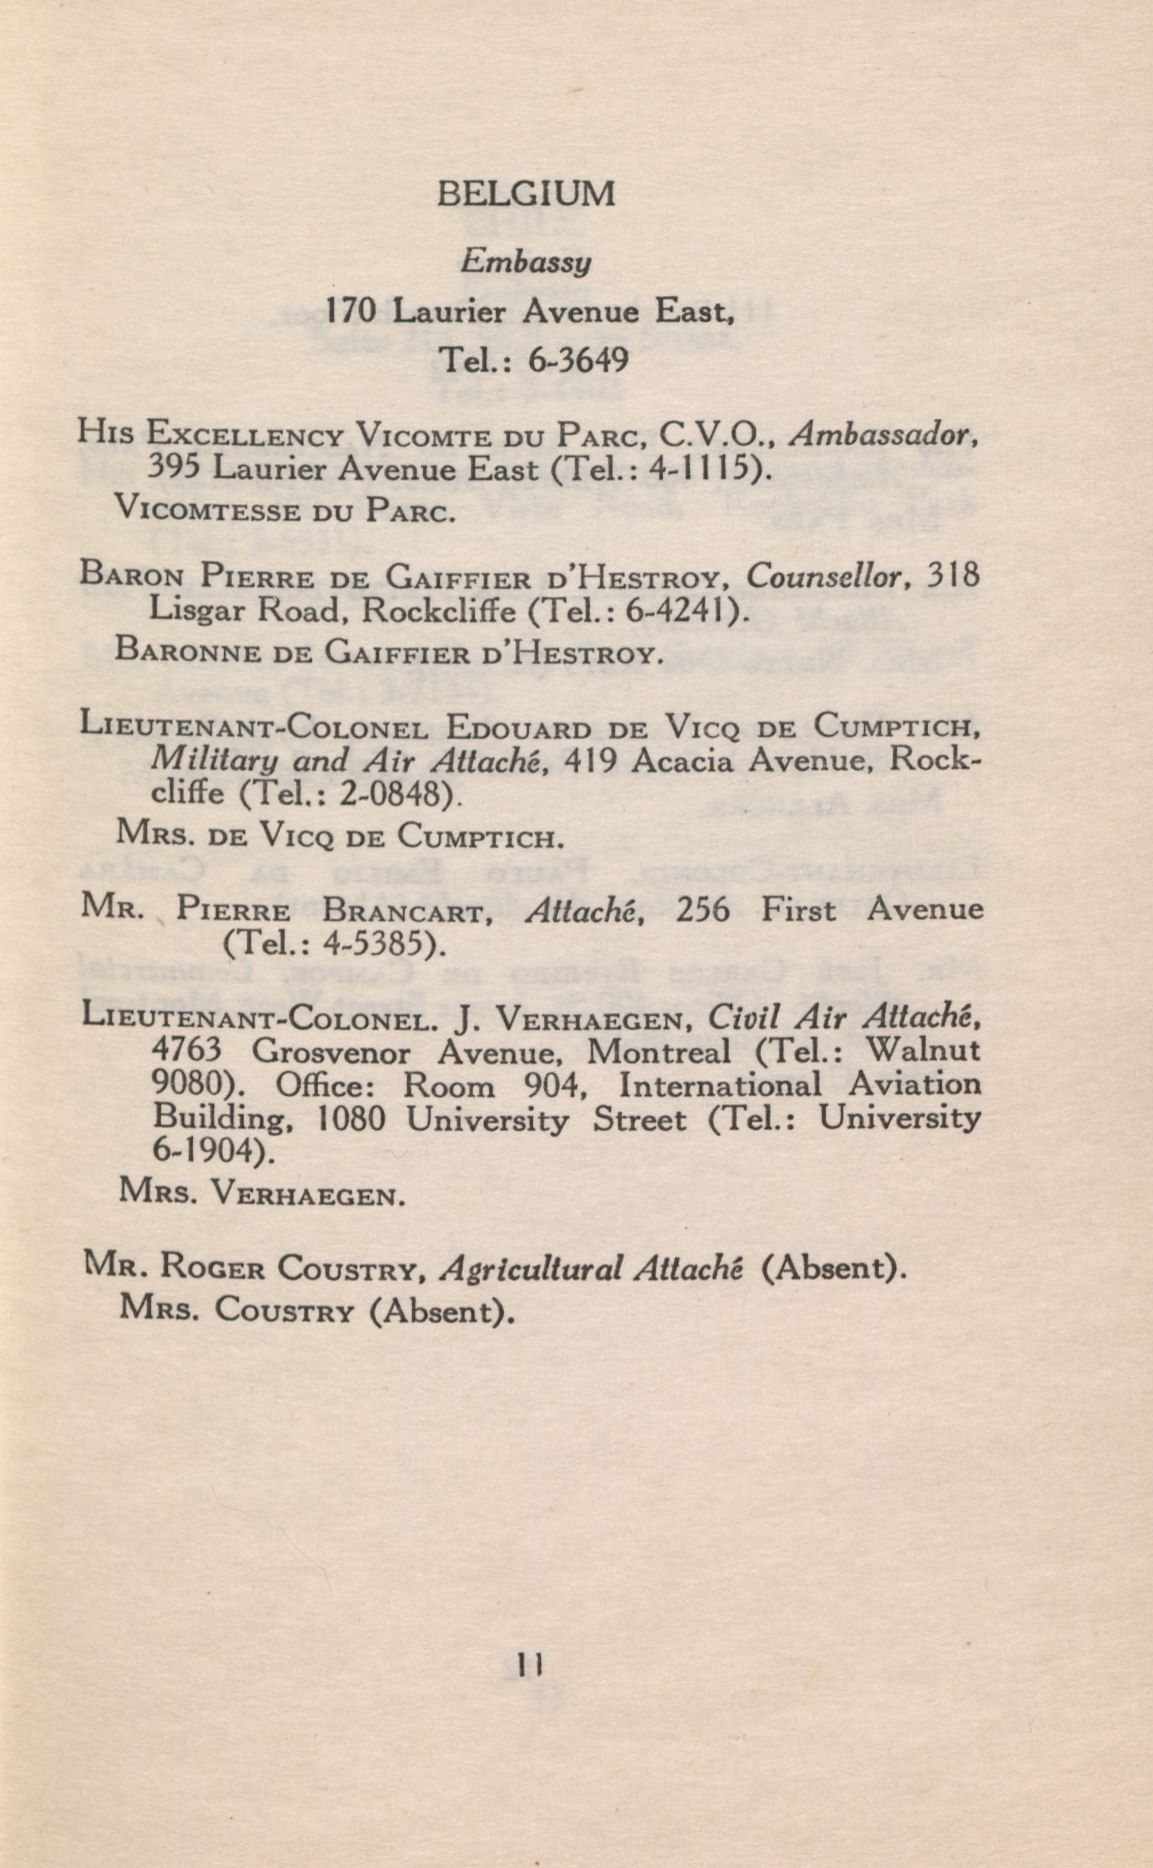 BELGIUM
Embassy
170 Laurier Avenue East,
Tel.: 6-3649
His Excellency Vicomte du Parc, C.V.O., Ambassador,
395 Laurier Avenue East (Tel.: 4-1115).
Vicomtesse du Parc.
Baron Pierre de Gaiffier d'Hestroy, Counsellor, 318
Lisgar Road, Rockcliffe (Tel.: 6-4241).
Baronne de Gaiffier d'Hestroy.
Lieutenant-Colonel Edouard de Vicq de Cumptich,
Military and Air Attaché, 419 Acacia Avenue, Rock-
cliffe (Tel.: 2-0848).
Mrs. de Vicq de Cumptich.
Mr. Pierre Brancart, Attaché, 256 First Avenue
(Tel.: 4-5385).
Lieutenant-Colonel. J. Verhaegen, Civil Air Attaché,
4763 Grosvenor Avenue, Montreal (Tel.: Walnut
9080). Office: Room 904, International Aviation
Building, 1080 University Street (Tel.: University
6-1904).
Mrs. Verhaegen.
Mr. Roger Coustry, Agricultural Attaché (Absent).
Mrs. Coustry (Absent).
11